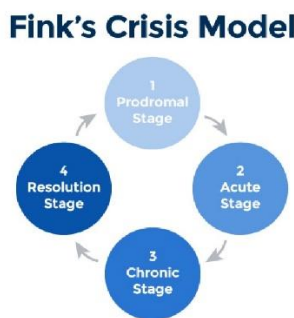 Fink's Crisis Model
1
Prodromal
Stage
2
Acute
Stage
3
Chronic
Stage
4
Resolution
Stage